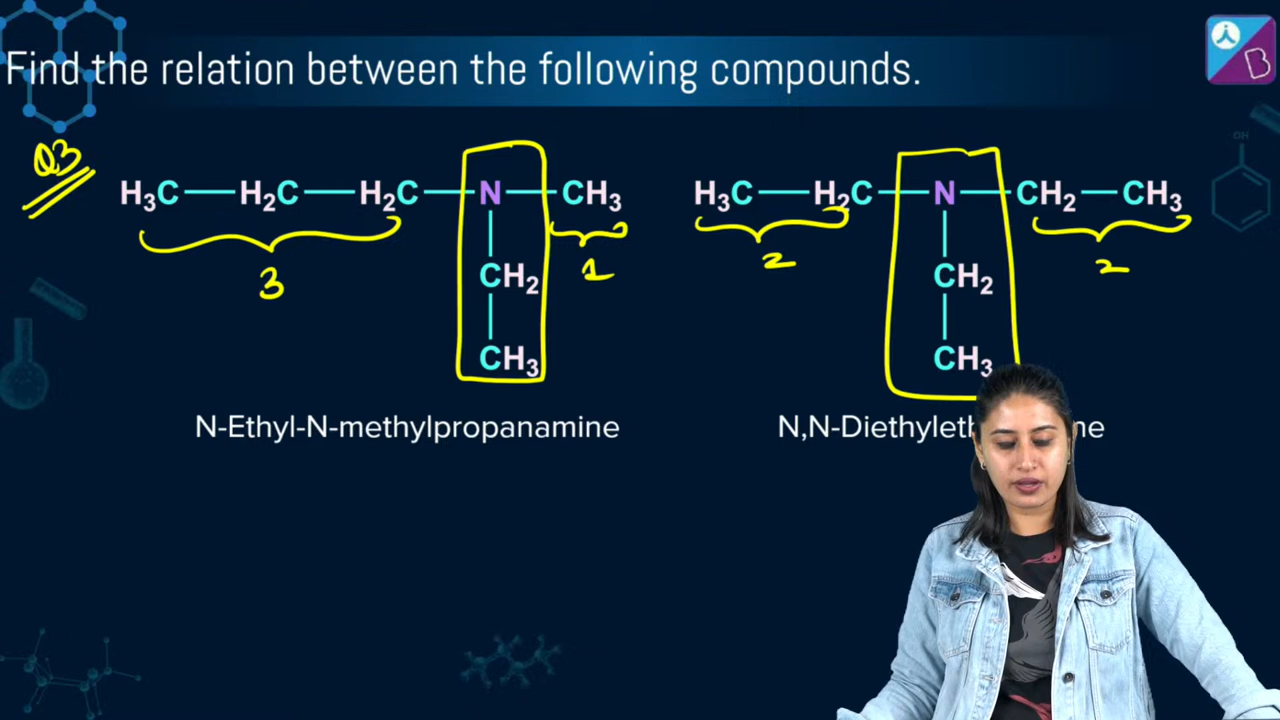 Find the relation between the following compounds.
B
Q3
H₃C—H₂C—H₂C—N—CH₃
CH₂
CH₃
3
1
H₃C—H₂C—N—CH₂—CH₃
CH₂
CH₃
2
2
OH
N-Ethyl-N-methylpropanamine
N,N-Diethyleth